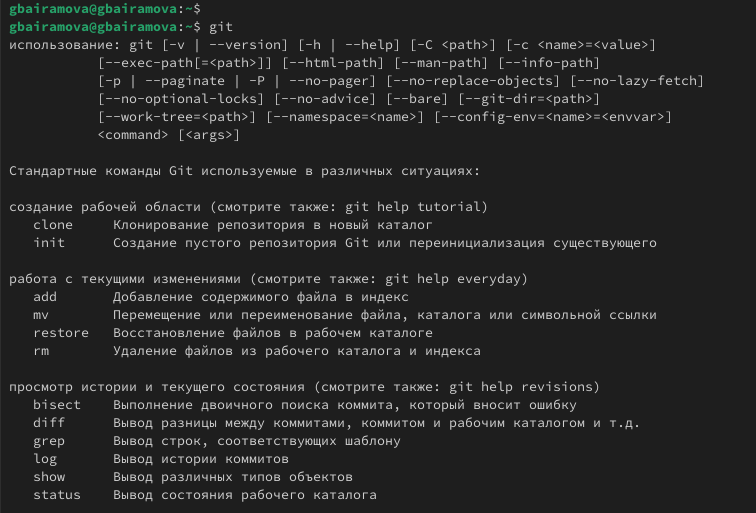 gbairamova@gbairamova:~$
gbairamova@gbairamova:~$ git
использование: git [-v | --version] [-h | --help] [-C <path>] [-c <name>=<value>]
           [--exec-path[=<path>]] [--html-path] [--man-path] [--info-path]
           [-p | --paginate | -P | --no-pager] [--no-replace-objects] [--no-lazy-fetch]
           [--no-optional-locks] [--no-advice] [--bare] [--git-dir=<path>]
           [--work-tree=<path>] [--namespace=<name>] [--config-env=<name>=<envvar>]
           <command> [<args>]

Стандартные команды Git используемые в различных ситуациях:

создание рабочей области (смотрите также: git help tutorial)
   clone     Клонирование репозитория в новый каталог
   init      Создание пустого репозитория Git или переинициализация существующего

работа с текущими изменениями (смотрите также: git help everyday)
   add       Добавление содержимого файла в индекс
   mv        Перемещение или переименование файла, каталога или символьной ссылки
   restore   Восстановление файлов в рабочем каталоге
   rm        Удаление файлов из рабочего каталога и индекса

просмотр истории и текущего состояния (смотрите также: git help revisions)
   bisect    Выполнение двоичного поиска коммита, который вносит ошибку
   diff      Вывод разницы между коммитами, коммитом и рабочим каталогом и т.д.
   grep      Вывод строк, соответствующих шаблону
   log       Вывод истории коммитов
   show      Вывод различных типов объектов
   status    Вывод состояния рабочего каталога